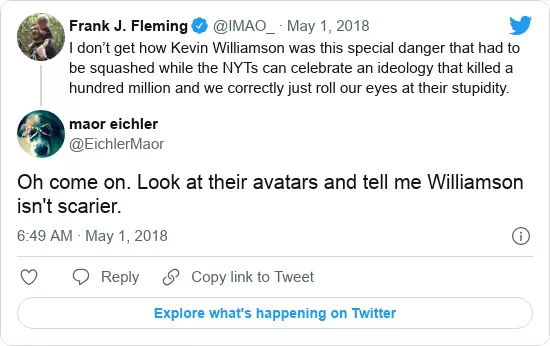 Frank J. Fleming @IMAO_ · May 1, 2018
I don’t get how Kevin Williamson was this special danger that had to
be squashed while the NYTs can celebrate an ideology that killed a
hundred million and we correctly just roll our eyes at their stupidity.
maor eichler
@EichlerMaor
Oh come on. Look at their avatars and tell me Williamson
isn't scarier.
6:49 AM · May 1, 2018
Reply
Copy link to Tweet
Explore what's happening on Twitter